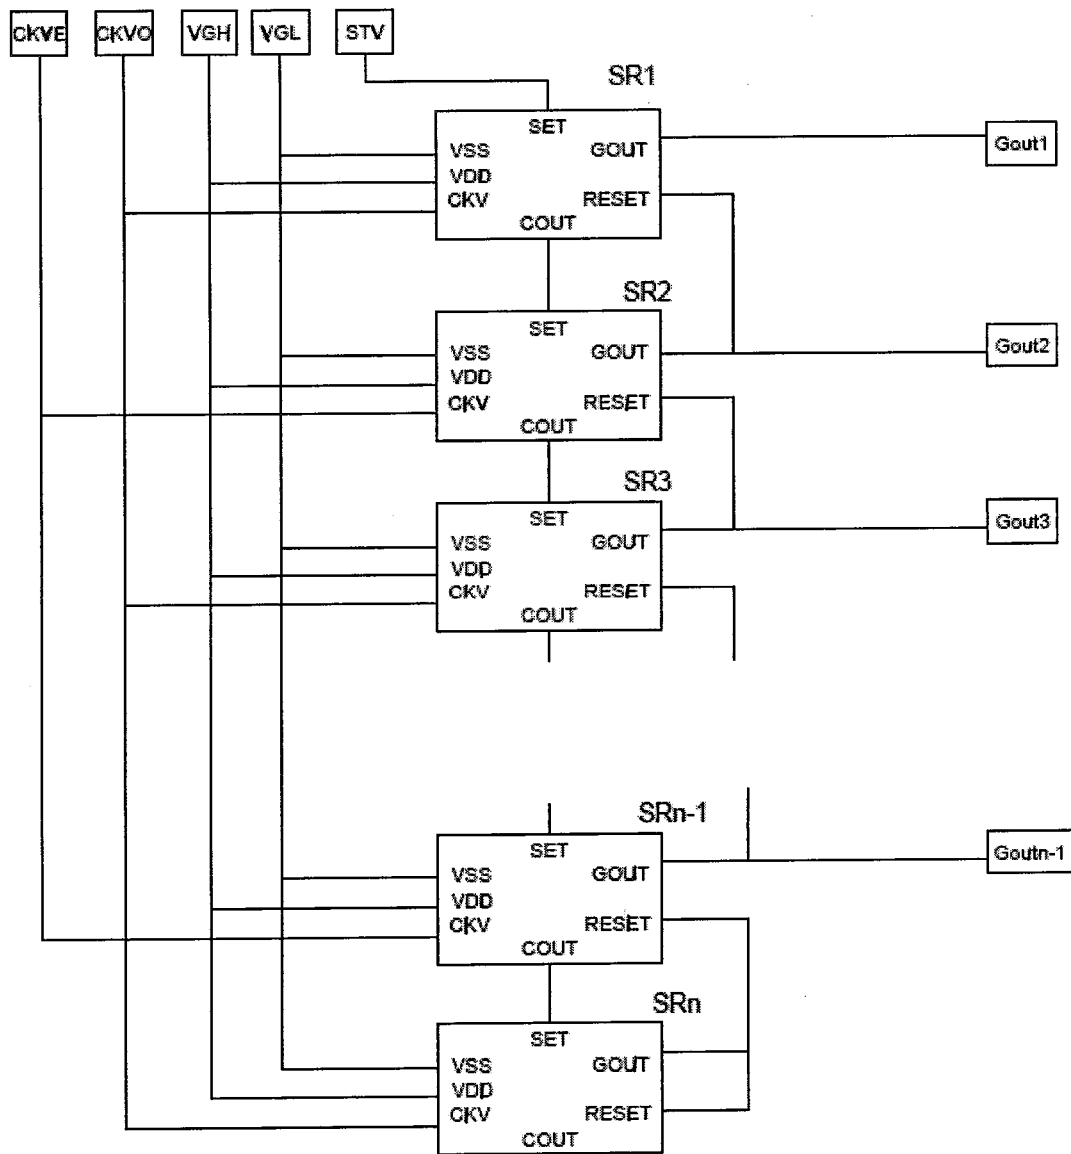 CKVE CKVO VGH VGL STV
SR1
SET
VSS GOUT Gout1
VDD
CKV RESET
COUT
SR2
SET
VSS GOUT Gout2
VDD
CKV RESET
COUT
SR3
SET
VSS GOUT Gout3
VDD
CKV RESET
COUT
SRn-1
SET
VSS GOUT Goutn-1
VDD
CKV RESET
COUT
SRn
SET
VSS GOUT
VDD
CKV RESET
COUT